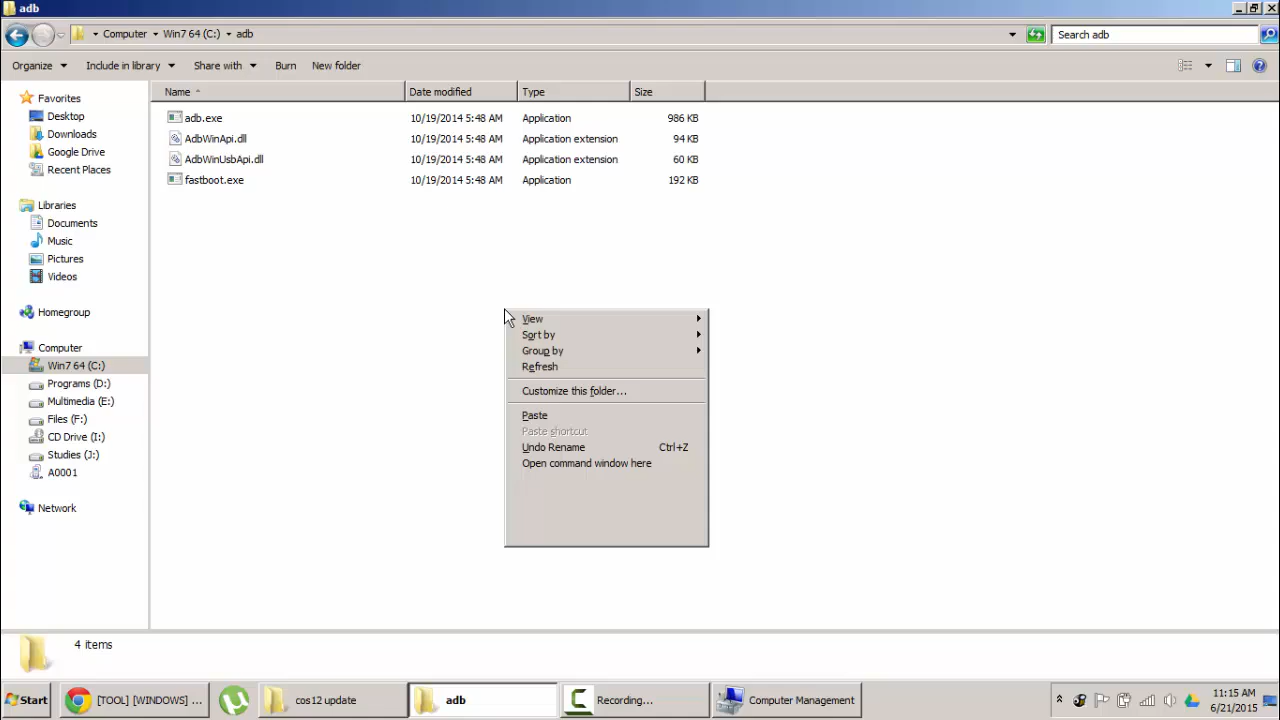 adb
Computer Win7 64 (C:) adb
Search adb
Organize Include in library Share with Burn New folder
Name Date modified Type Size
adb.exe 10/19/2014 5:48 AM Application 986 KB
AdbWinApi.dll 10/19/2014 5:48 AM Application extension 94 KB
AdbWinUsbApi.dll 10/19/2014 5:48 AM Application extension 60 KB
fastboot.exe 10/19/2014 5:48 AM Application 192 KB
Favorites
Desktop
Downloads
Google Drive
Recent Places
Libraries
Documents
Music
Pictures
Videos
Homegroup
Computer
Win7 64 (C:)
Programs (D:)
Multimedia (E:)
Files (F:)
CD Drive (I:)
Studies (J:)
A0001
Network
View
Sort by
Group by
Refresh
Customize this folder...
Paste
Paste shortcut
Undo Rename Ctrl+Z
Open command window here
4 items
Start [TOOL] [WINDOWS] ... cos12 update adb Recording... Computer Management
11:15 AM
6/21/2015